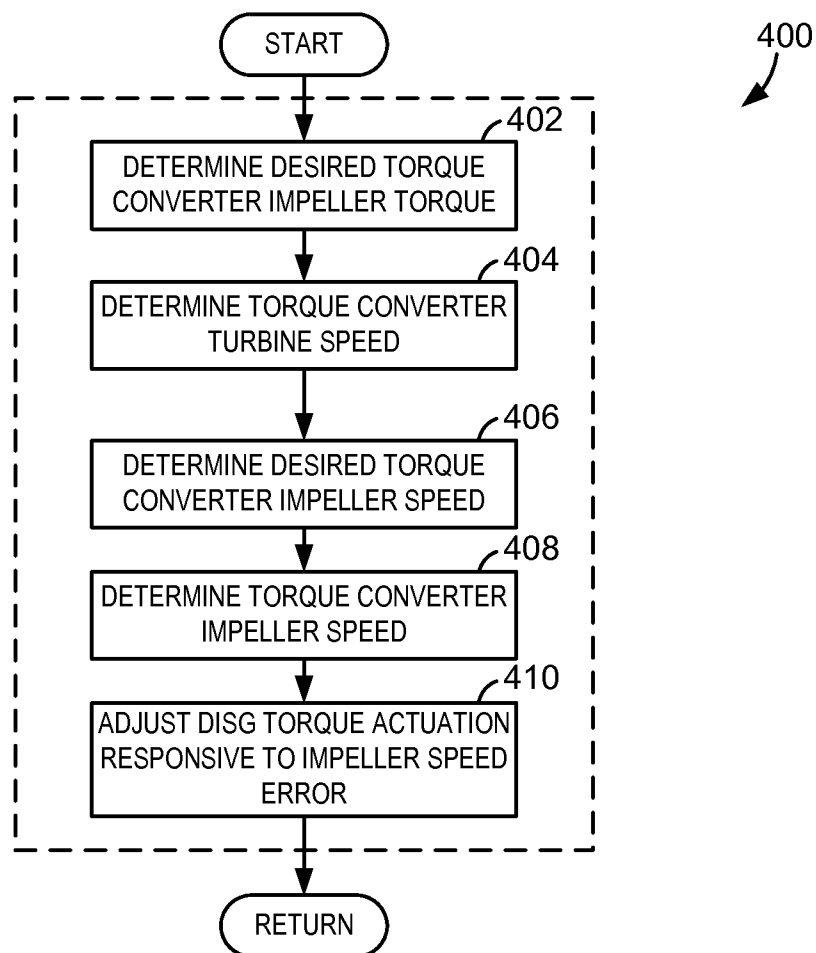 START
400
402
DETERMINE DESIRED TORQUE
CONVERTER IMPELLER TORQUE
404
DETERMINE TORQUE CONVERTER
TURBINE SPEED
406
DETERMINE DESIRED TORQUE
CONVERTER IMPELLER SPEED
408
DETERMINE TORQUE CONVERTER
IMPELLER SPEED
410
ADJUST DISG TORQUE ACTUATION
RESPONSIVE TO IMPELLER SPEED
ERROR
RETURN